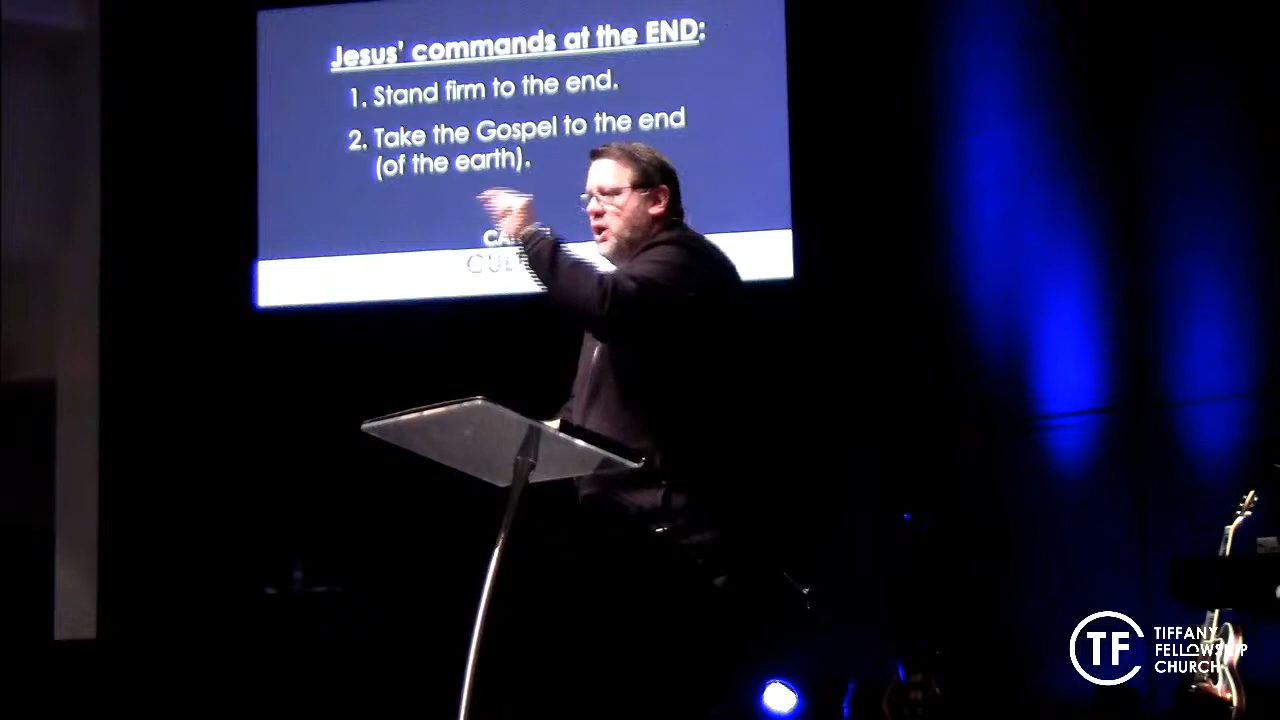 Jesus' commands at the END:
1. Stand firm to the end.
2. Take the Gospel to the end
(of the earth).
TF
TIFFANY
FELLOWSHIP
CHURCH